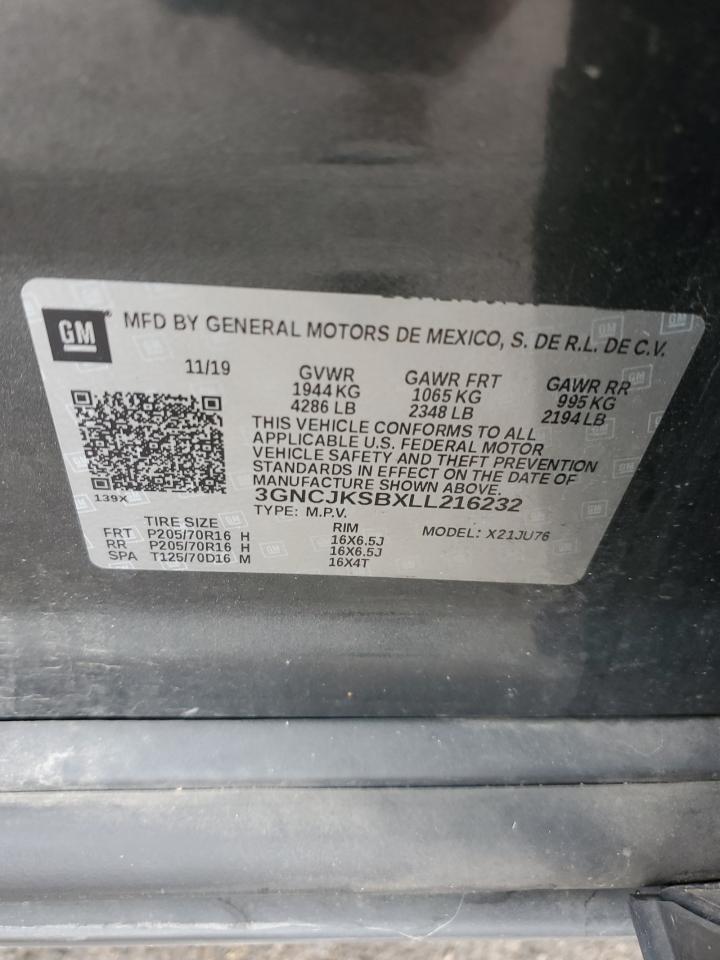 GM MFD BY GENERAL MOTORS DE MEXICO, S. DE R.L. DE C.V.
11/19 GVWR GAWR FRT GAWR RR
1944 KG 1065 KG 995 KG
4286 LB 2348 LB 2194 LB
THIS VEHICLE CONFORMS TO ALL
APPLICABLE U.S. FEDERAL MOTOR
VEHICLE SAFETY AND THEFT PREVENTION
STANDARDS IN EFFECT ON THE DATE OF
MANUFACTURE SHOWN ABOVE.
139X 3GNCJKSBXLL216232
TYPE: M.P.V. MODEL: X21JU76
TIRE SIZE RIM
FRT P205/70R16 H 16X6.5J
RR P205/70R16 H 16X6.5J
SPA T125/70D16 M 16X4T